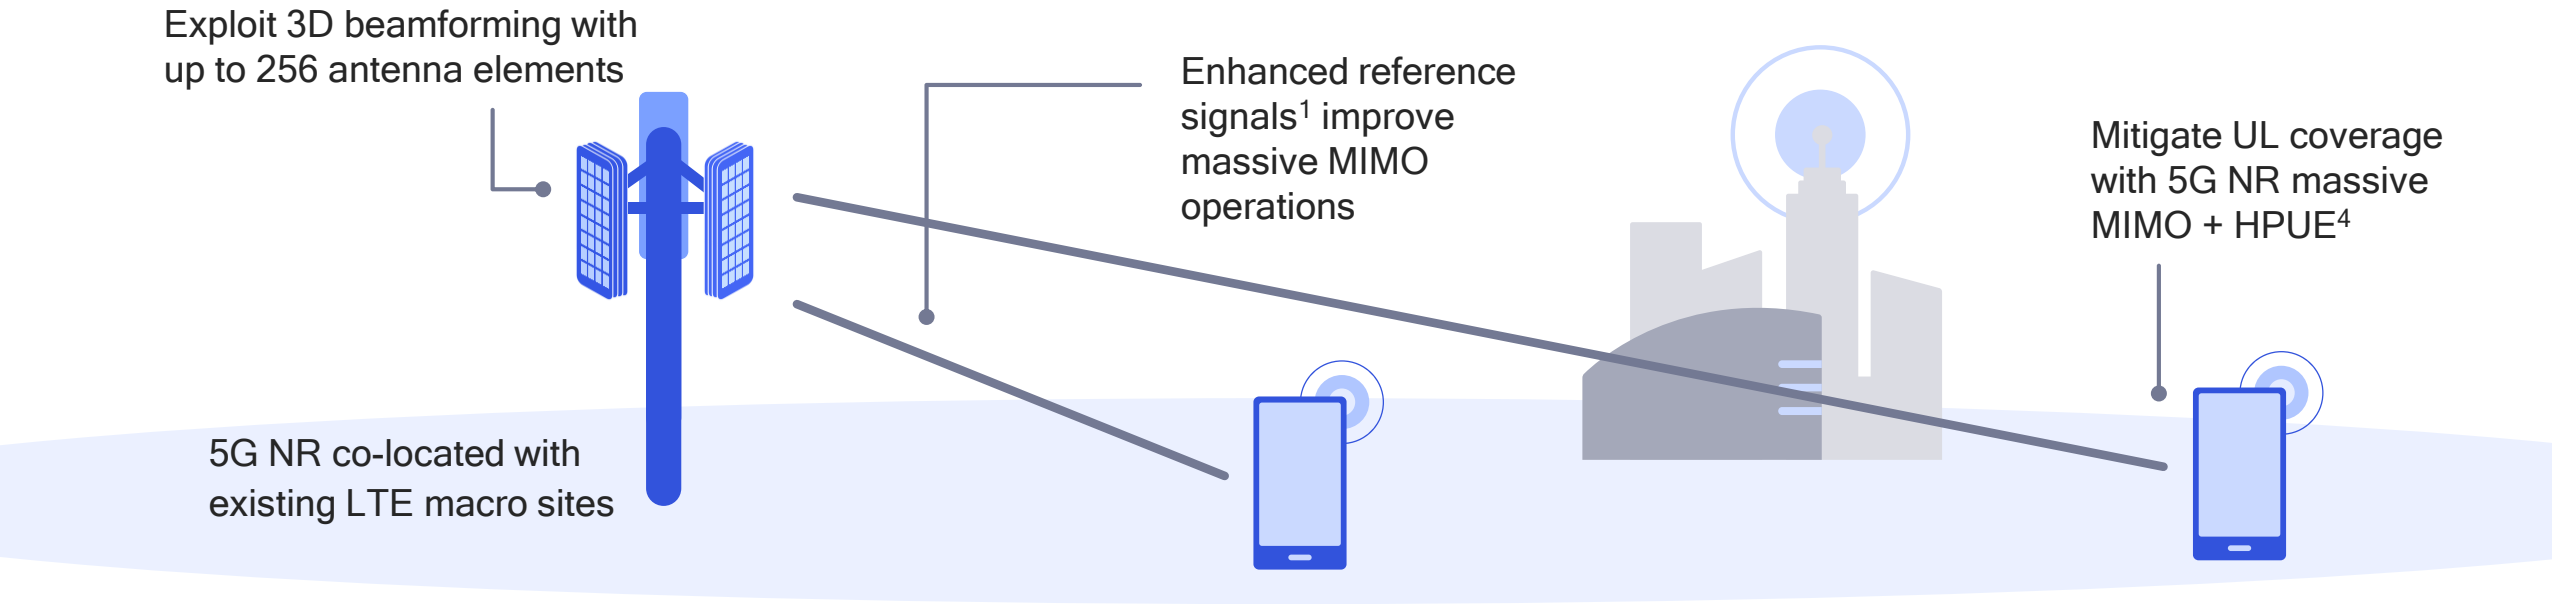 Exploit 3D beamforming with
up to 256 antenna elements
Enhanced reference
signals¹ improve
massive MIMO
operations
Mitigate UL coverage
with 5G NR massive
MIMO + HPUE⁴
5G NR co-located with
existing LTE macro sites